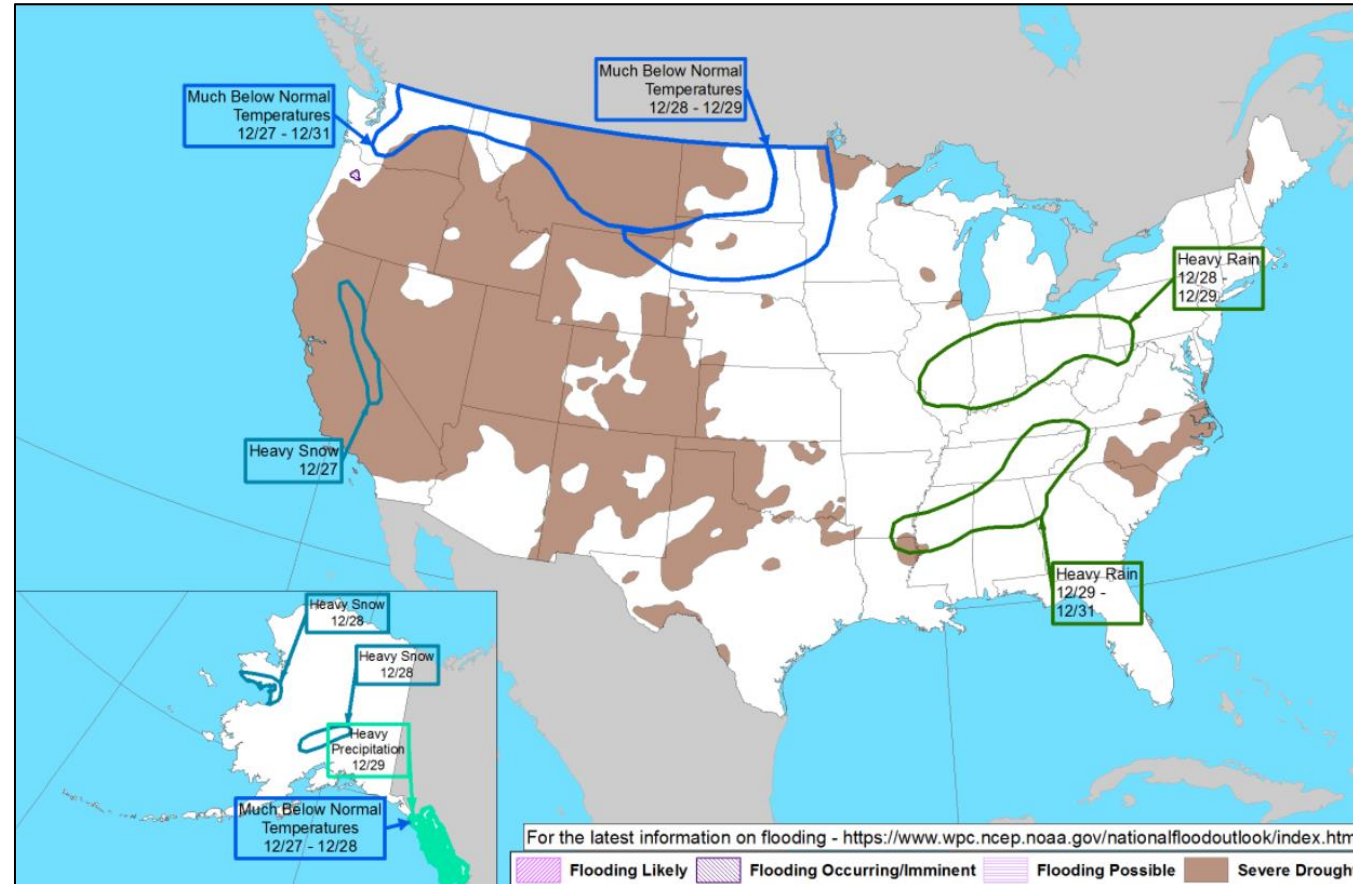 Much Below Normal
Temperatures
12/27 - 12/31
Much Below Normal
Temperatures
12/28 - 12/29
Heavy Rain
12/28 -
12/29
Heavy Snow
12/27
Heavy Rain
12/29 -
12/31
Heavy Snow
12/28
Heavy Snow
12/28
Heavy
Precipitation
12/29
Much Below Normal
Temperatures
12/27 - 12/28
For the latest information on flooding - https://www.wpc.ncep.noaa.gov/nationalfloodoutlook/index.htm
Flooding Likely Flooding Occurring/Imminent Flooding Possible Severe Drought